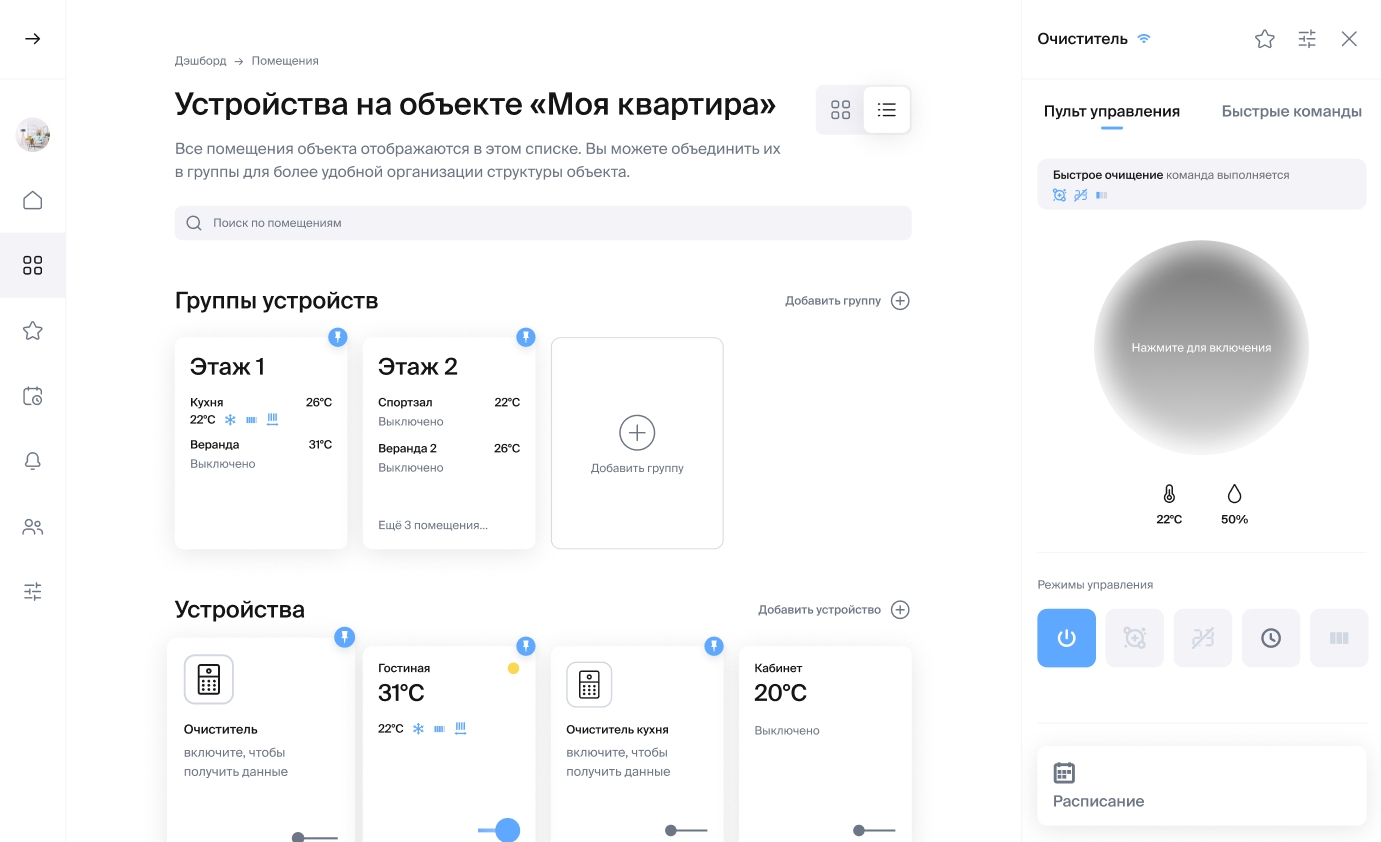 Дэшборд → Помещения
Устройства на объекте «Моя квартира»
Все помещения объекта отображаются в этом списке. Вы можете объединить их
в группы для более удобной организации структуры объекта.
Поиск по помещениям
Группы устройств
Добавить группу
Этаж 1
Кухня 26°C
22°C
Веранда 31°C
Выключено
Этаж 2
Спортзал 22°C
Выключено
Веранда 2 26°C
Выключено
Ещё 3 помещения...
Добавить группу
Устройства
Добавить устройство
Очиститель
включите, чтобы
получить данные
Гостиная
31°C
22°C
Очиститель кухня
включите, чтобы
получить данные
Кабинет
20°C
Выключено
Очиститель
Пульт управления
Быстрые команды
Быстрое очищение команда выполняется
Нажмите для включения
22°C
50%
Режимы управления
Расписание